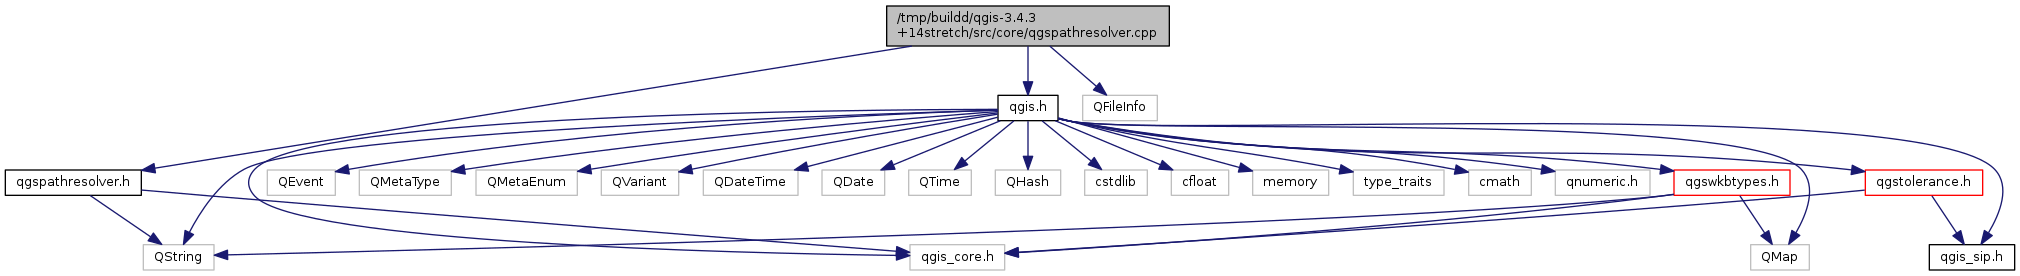 /tmp/buildd/qgis-3.4.3
+14stretch/src/core/qgspathresolver.cpp
qgis.h
QFileInfo
qgspathresolver.h
QEvent
QMetaType
QMetaEnum
QVariant
QDateTime
QDate
QTime
QHash
cstdlib
cfloat
memory
type_traits
cmath
qnumeric.h
qgswkbtypes.h
qgstolerance.h
QString
qgis_core.h
QMap
qgis_sip.h